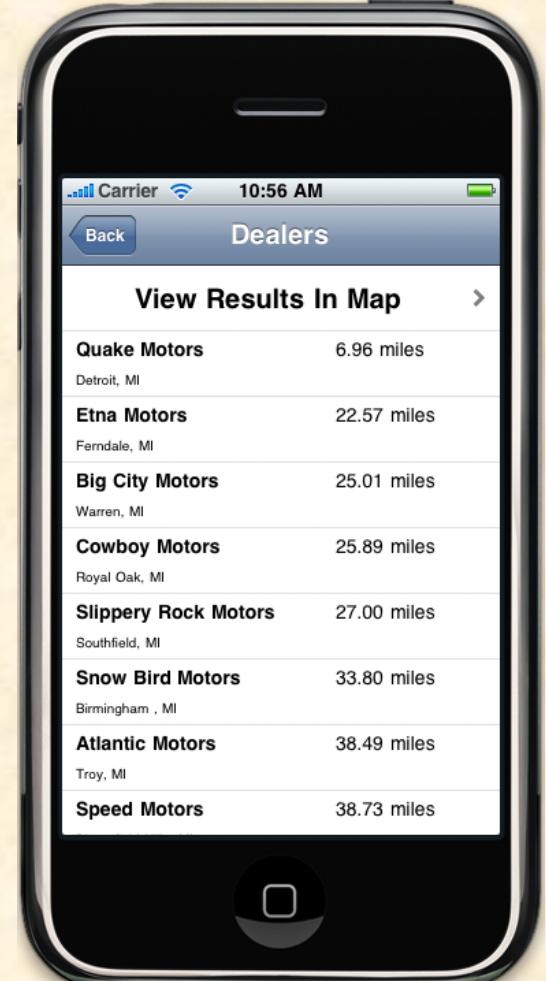 Carrier 10:56 AM
Back Dealers
View Results In Map
Quake Motors 6.96 miles
Detroit, MI
Etna Motors 22.57 miles
Ferndale, MI
Big City Motors 25.01 miles
Warren, MI
Cowboy Motors 25.89 miles
Royal Oak, MI
Slippery Rock Motors 27.00 miles
Southfield, MI
Snow Bird Motors 33.80 miles
Birmingham , MI
Atlantic Motors 38.49 miles
Troy, MI
Speed Motors 38.73 miles